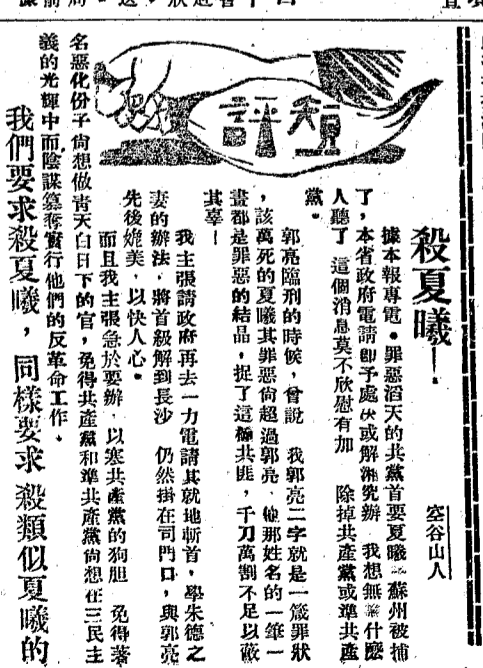 短評
殺夏曦!
空谷山人
據本報專電。罪惡滔天的共黨首要夏曦 蘇州被捕
了,本省政府電請卽予處決或解湘究辦 我想無論什麼
人聽了 這個消息莫不欣慰有加 除掉共產黨或準共產
黨。
郭亮臨刑的時候,曾說 我郭亮二字就是一篇罪狀
,該萬死的夏曦其罪惡尙超過郭亮,他那姓名的一筆一
畫都是罪惡的結晶,捉了這種共匪,千刀萬割不足以蔽
其辜!
我主張請政府再去一力電請其就地斬首,學朱德之
妻的辦法,將首級解到長沙 仍然掛在司門口,與郭亮
先後媲美,以快人心。
而且我主張急於要辦,以寒共產黨的狗胆 免得著
名惡化份子尙想做靑天白日下的官,免得共產黨和準共產黨尙想在三民主
義的光輝中而陰謀篡奪實行他們的反革命工作。
我們要求殺夏曦,同樣要求 殺類似夏曦的